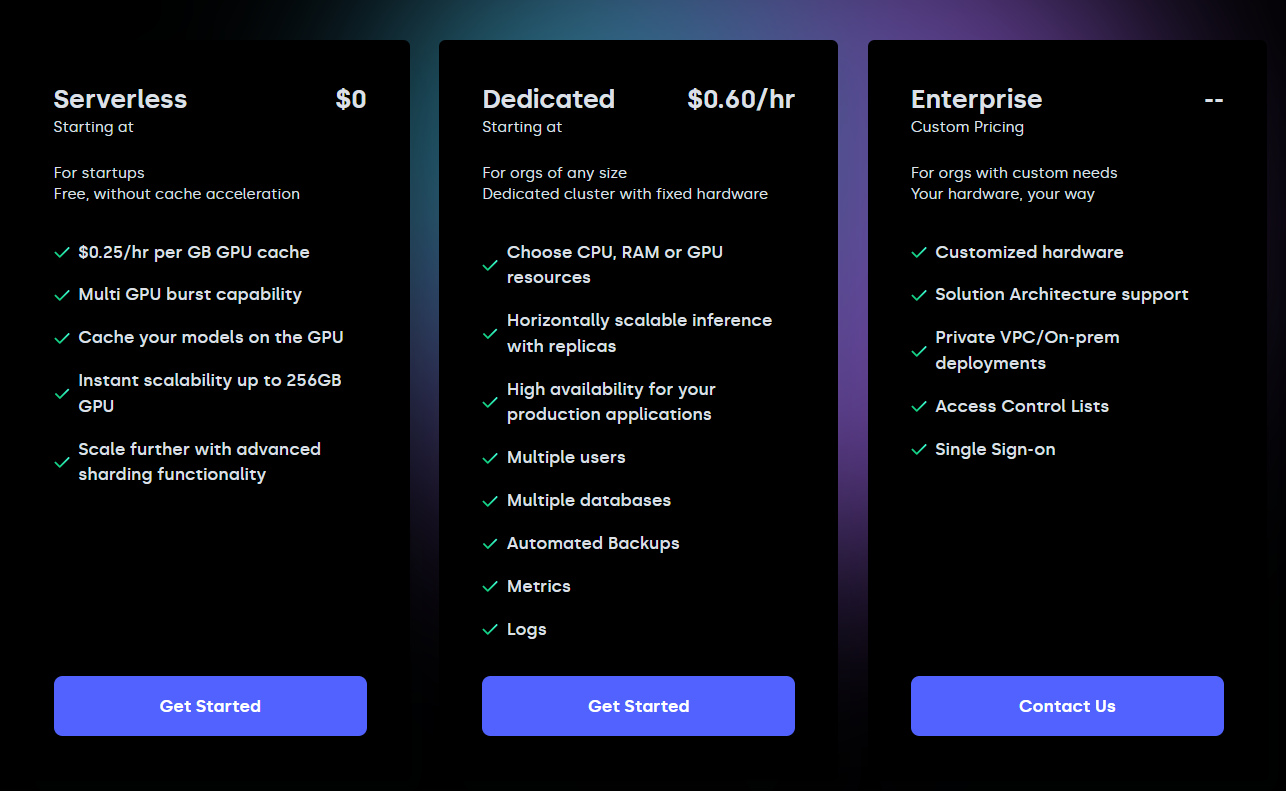 Serverless $0
Starting at
For startups
Free, without cache acceleration
$0.25/hr per GB GPU cache
Multi GPU burst capability
Cache your models on the GPU
Instant scalability up to 256GB
GPU
Scale further with advanced
sharding functionality
Get Started
Dedicated $0.60/hr
Starting at
For orgs of any size
Dedicated cluster with fixed hardware
Choose CPU, RAM or GPU
resources
Horizontally scalable inference
with replicas
High availability for your
production applications
Multiple users
Multiple databases
Automated Backups
Metrics
Logs
Get Started
Enterprise --
Custom Pricing
For orgs with custom needs
Your hardware, your way
Customized hardware
Solution Architecture support
Private VPC/On-prem
deployments
Access Control Lists
Single Sign-on
Contact Us